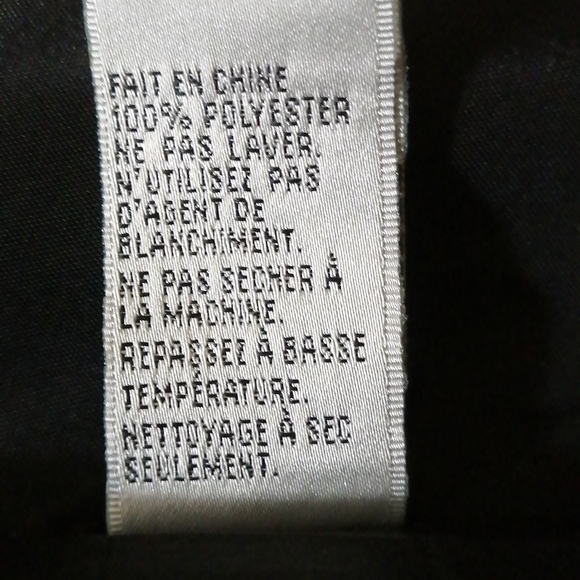 FAIT EN CHINE
100% POLYESTER
NE PAS LAVER.
N'UTILISEZ PAS
D'AGENT DE
BLANCHIMENT.
NE PAS SECHER À
LA MACHINE.
REPASSEZ À BASSE
TEMPÉRATURE.
NETTOYAGE À SEC
SEULEMENT.